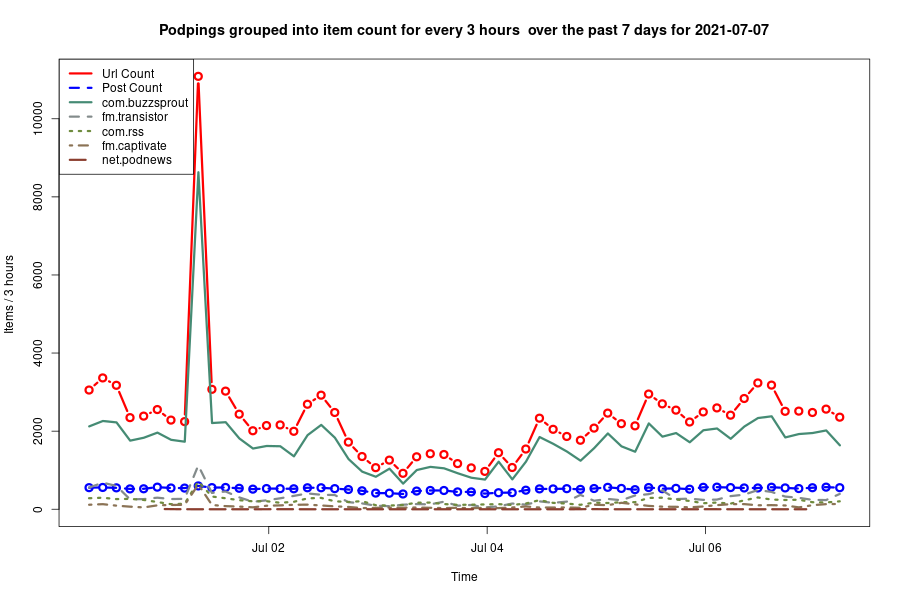 Podpings grouped into item count for every 3 hours  over the past 7 days for 2021-07-07
Url Count
Post Count
com.buzzsprout
fm.transistor
com.rss
fm.captivate
net.podnews
Items / 3 hours
10000
8000
6000
4000
2000
0
Jul 02
Jul 04
Jul 06
Time